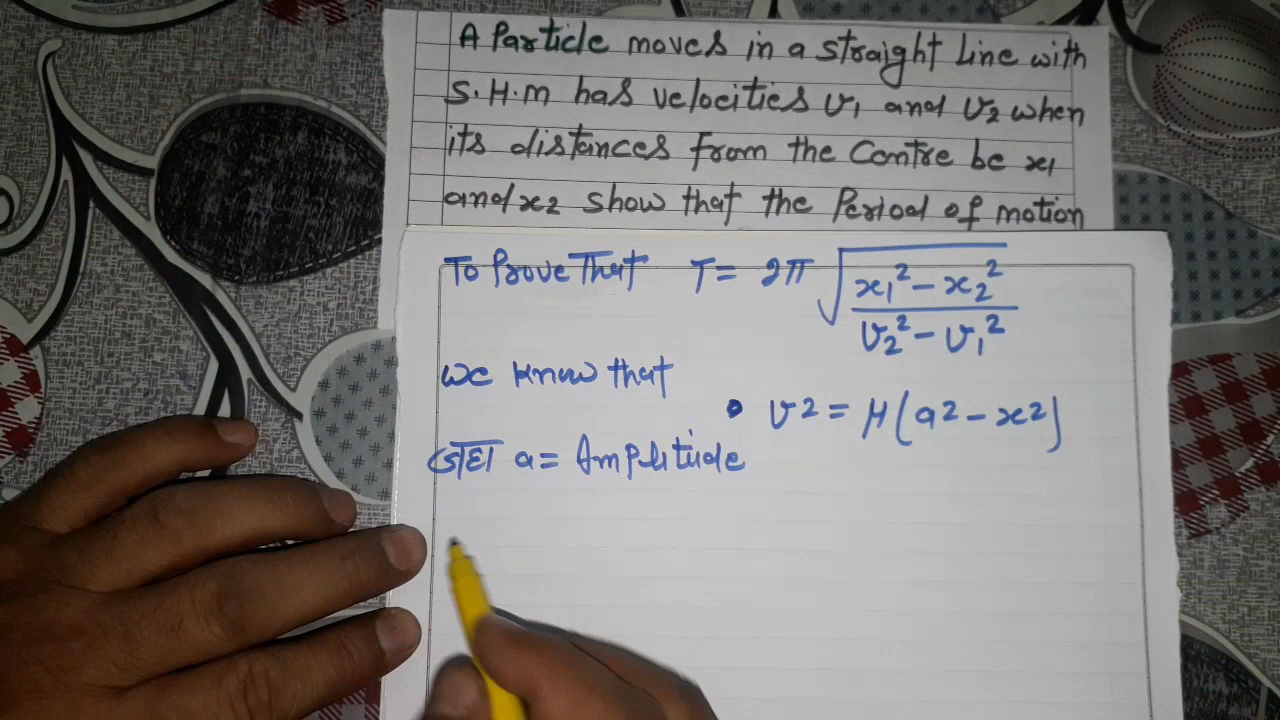 A Particle moves in a straight Line with
S.H.M has velocities v₁ and v₂ when
its distances from the Centre be x₁
and x₂ show that the Period of motion
To Prove That T = 2π √((x₁² - x₂²)/(v₂² - v₁²))
We know that
• v² = μ(a² - x²)
जहा a = Amplitude